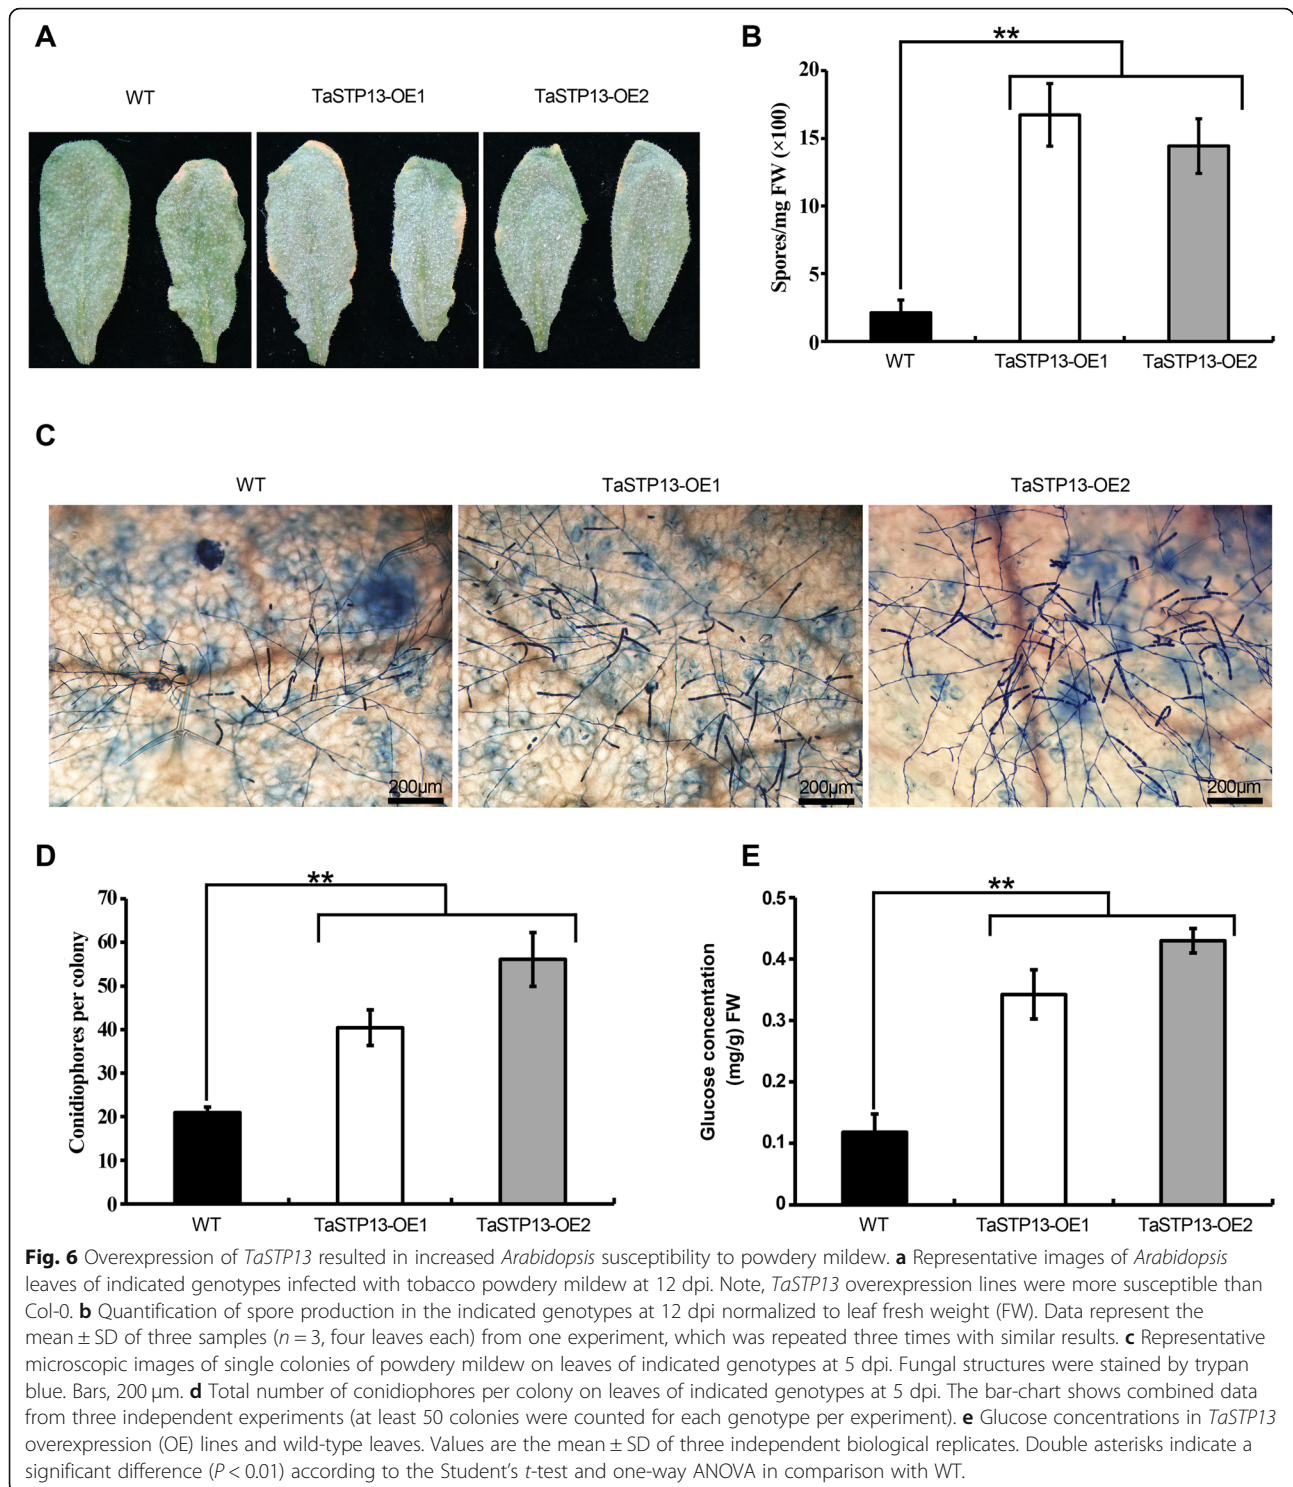 A
WT
TaSTP13-OE1
TaSTP13-OE2
B
**
Spores/mg FW (×100)
20
15
10
5
0
WT
TaSTP13-OE1
TaSTP13-OE2
C
WT
TaSTP13-OE1
TaSTP13-OE2
200µm
200µm
200µm
D
**
Conidiophores per colony
70
60
50
40
30
20
10
0
WT
TaSTP13-OE1
TaSTP13-OE2
E
**
Glucose concentration
(mg/g) FW
0.5
0.4
0.3
0.2
0.1
0
WT
TaSTP13-OE1
TaSTP13-OE2
Fig. 6 Overexpression of TaSTP13 resulted in increased Arabidopsis susceptibility to powdery mildew. a Representative images of Arabidopsis
leaves of indicated genotypes infected with tobacco powdery mildew at 12 dpi. Note, TaSTP13 overexpression lines were more susceptible than
Col-0. b Quantification of spore production in the indicated genotypes at 12 dpi normalized to leaf fresh weight (FW). Data represent the
mean ± SD of three samples (n = 3, four leaves each) from one experiment, which was repeated three times with similar results. c Representative
microscopic images of single colonies of powdery mildew on leaves of indicated genotypes at 5 dpi. Fungal structures were stained by trypan
blue. Bars, 200 µm. d Total number of conidiophores per colony on leaves of indicated genotypes at 5 dpi. The bar-chart shows combined data
from three independent experiments (at least 50 colonies were counted for each genotype per experiment). e Glucose concentrations in TaSTP13
overexpression (OE) lines and wild-type leaves. Values are the mean ± SD of three independent biological replicates. Double asterisks indicate a
significant difference (P < 0.01) according to the Student's t-test and one-way ANOVA in comparison with WT.